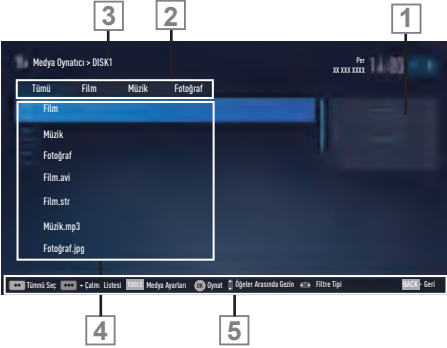 3 2 1
Medya Oynatıcı > DISK1
Per
xx xxx xxxx
Tümü Film Müzik Fotoğraf
Film
Müzik
Fotoğraf
Film.avi
Film.str
Müzik.mp3
Fotoğraf.jpg
Tümnü Seç + Çalma Listesi TOOLS Medya Ayarları OK Oynat Öğeler Arasında Gezin Filtre Tipi BACK - Geri
4 5